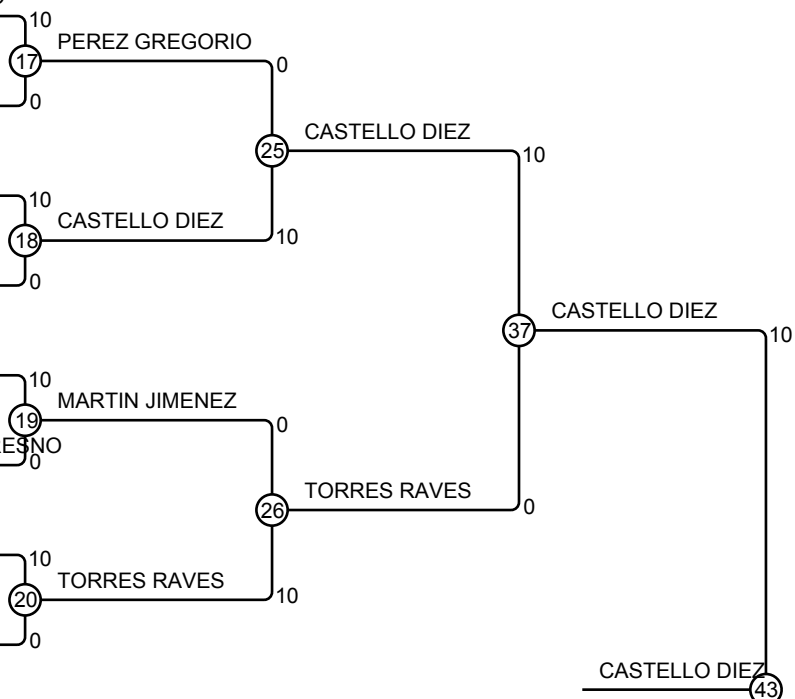 10
17 PEREZ GREGORIO
0
0
25 CASTELLO DIEZ
10
10
18 CASTELLO DIEZ
10
0
37 CASTELLO DIEZ
10
10
19 MARTIN JIMENEZ
0
ESNO
0
26 TORRES RAVES
0
10
20 TORRES RAVES
10
0
CASTELLO DIEZ
43